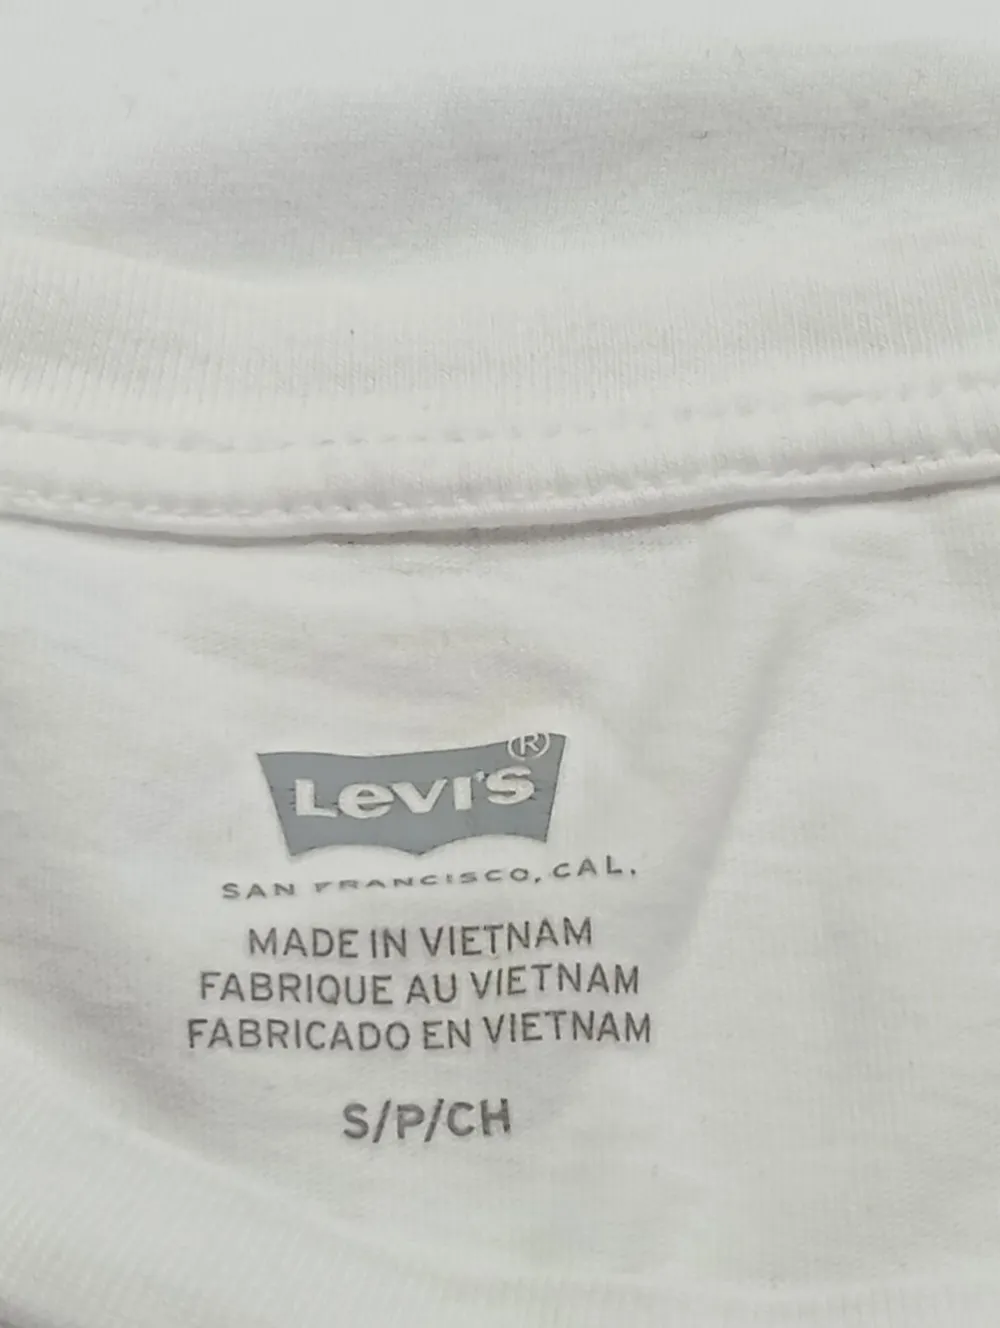 LEVI'S®
SAN FRANCISCO, CAL.
MADE IN VIETNAM
FABRIQUE AU VIETNAM
FABRICADO EN VIETNAM
S/P/CH